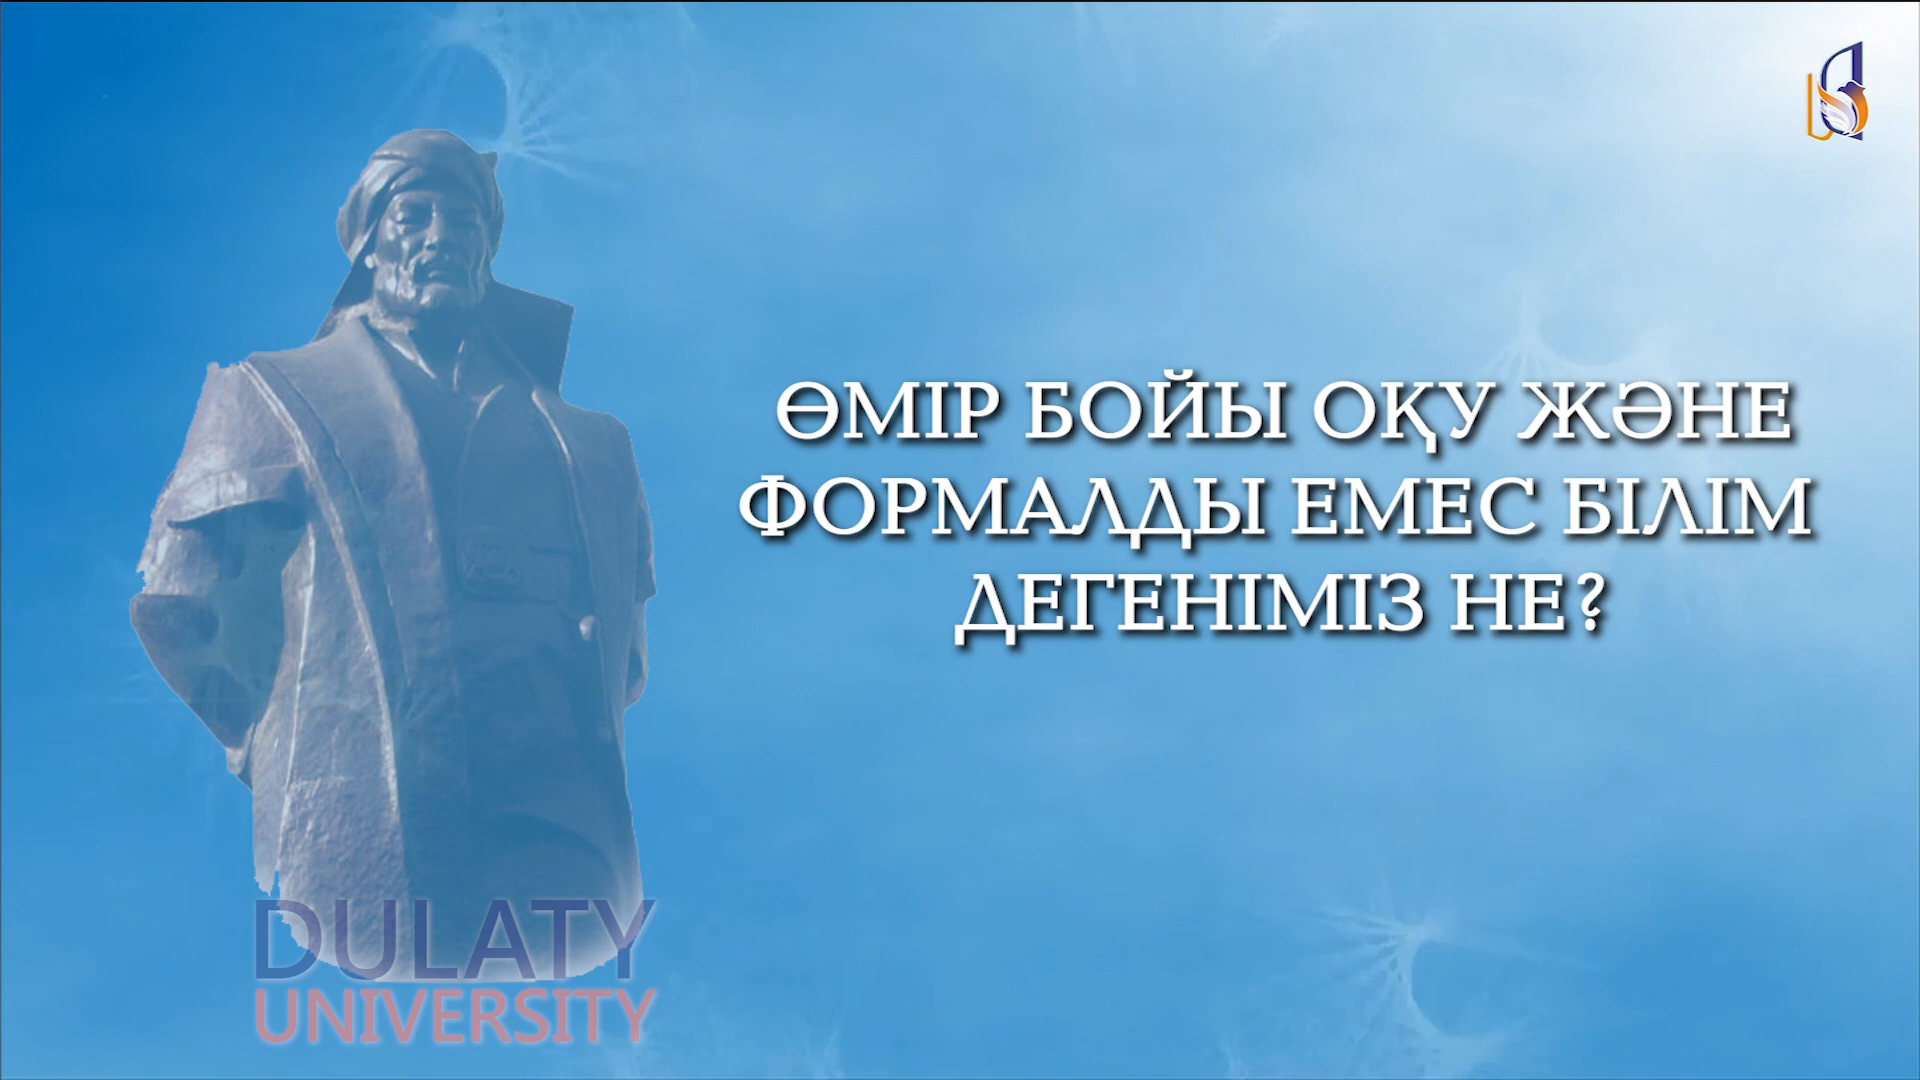 ӨМІР БОЙЫ ОҚУ ЖӘНЕ
ФОРМАЛДЫ ЕМЕС БІЛІМ
ДЕГЕНІМІЗ НЕ?
DULATY
UNIVERSITY